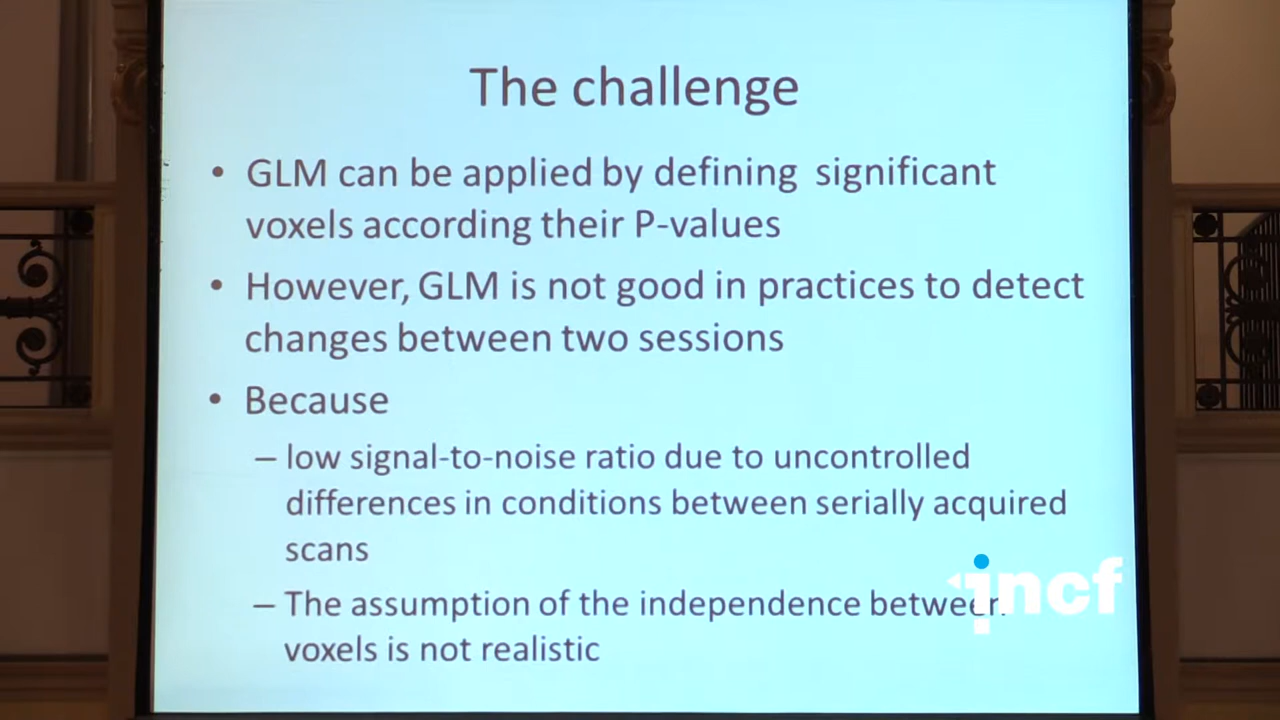 The challenge
• GLM can be applied by defining significant
voxels according their P-values
• However, GLM is not good in practices to detect
changes between two sessions
• Because
– low signal-to-noise ratio due to uncontrolled
differences in conditions between serially acquired
scans
– The assumption of the independence between
voxels is not realistic
incf